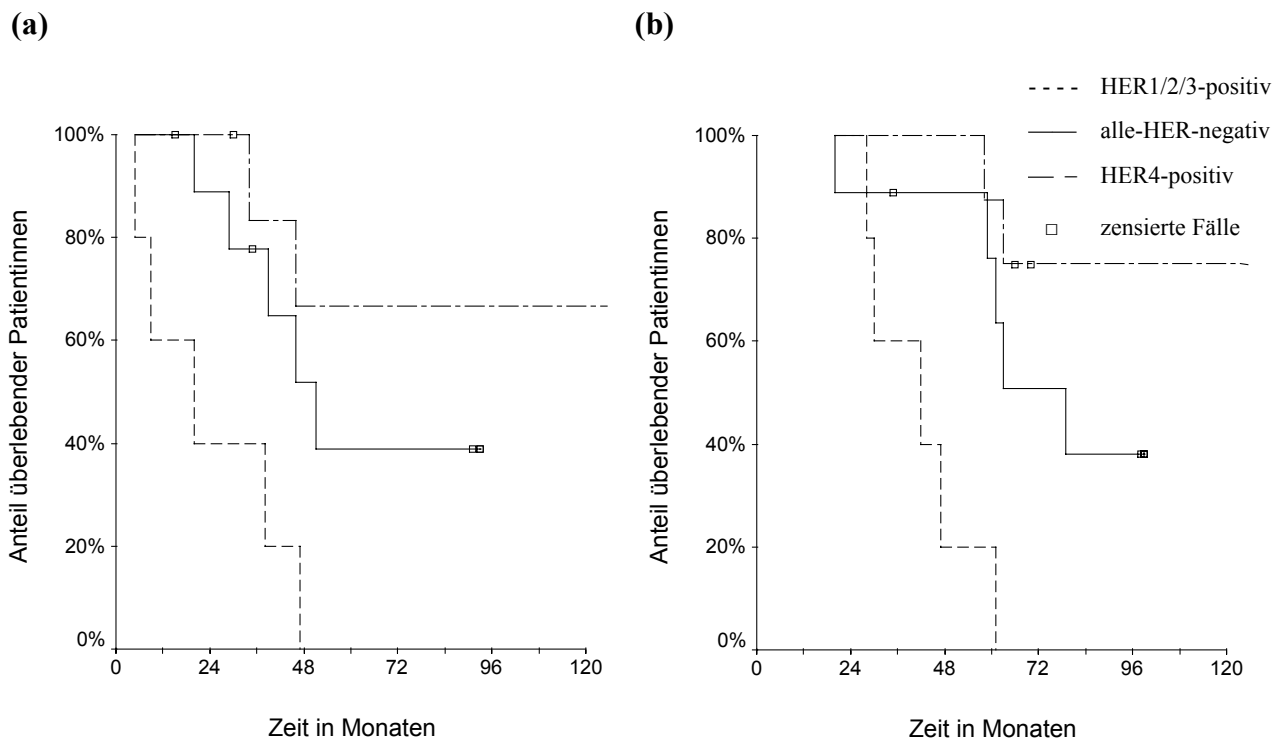 (a)
(b)
HER1/2/3-positiv
alle-HER-negativ
HER4-positiv
zensierte Fälle
Anteil überlebender Patientinnen
100%
80%
60%
40%
20%
0%
0 24 48 72 96 120
Zeit in Monaten
Anteil überlebender Patientinnen
100%
80%
60%
40%
20%
0%
0 24 48 72 96 120
Zeit in Monaten